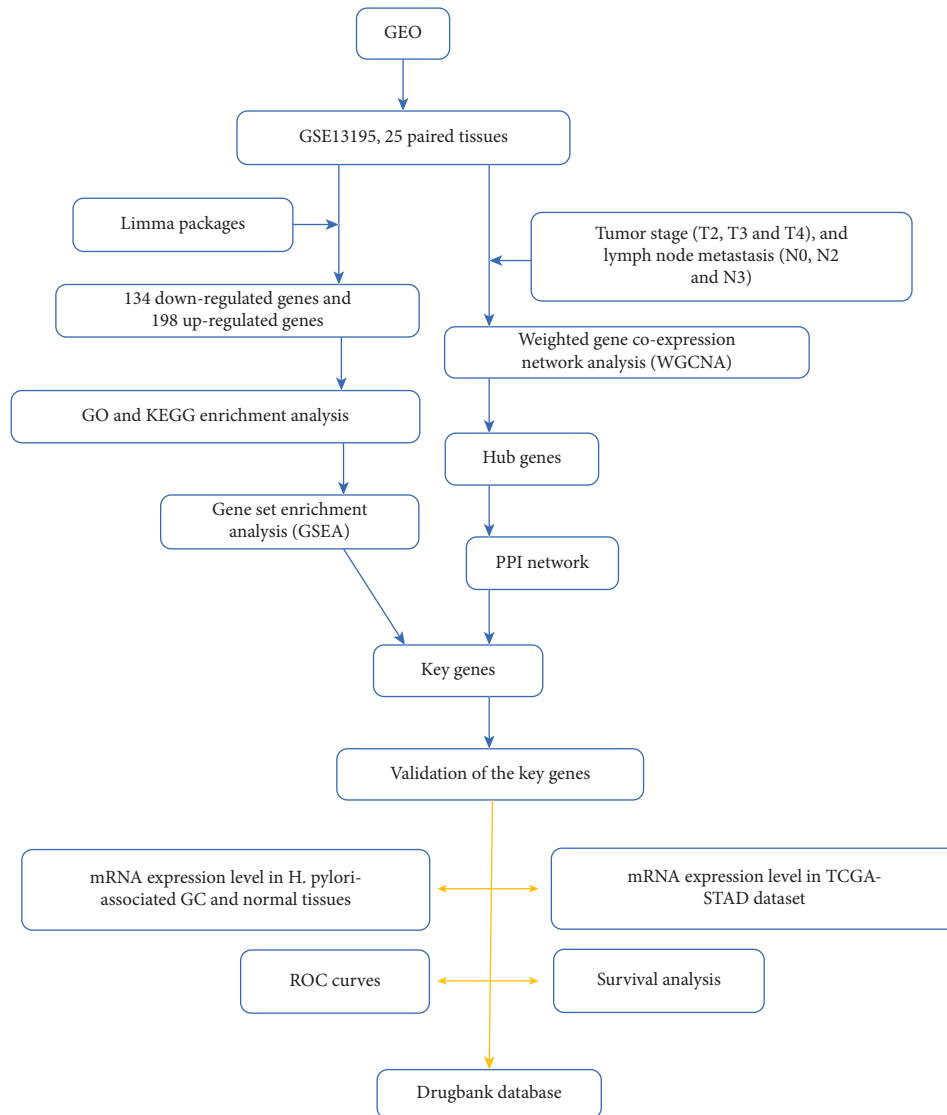 GEO
GSE13195, 25 paired tissues
Limma packages
Tumor stage (T2, T3 and T4), and
lymph node metastasis (N0, N2
and N3)
134 down-regulated genes and
198 up-regulated genes
Weighted gene co-expression
network analysis (WGCNA)
GO and KEGG enrichment analysis
Hub genes
Gene set enrichment
analysis (GSEA)
PPI network
Key genes
Validation of the key genes
mRNA expression level in H. pylori-
associated GC and normal tissues
mRNA expression level in TCGA-
STAD dataset
ROC curves
Survival analysis
Drugbank database